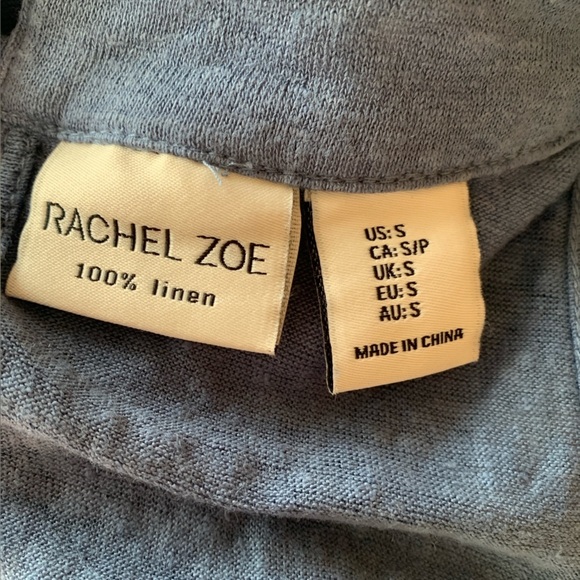 RACHEL ZOE
100% linen
US: S
CA: S/P
UK: S
EU: S
AU: S
MADE IN CHINA